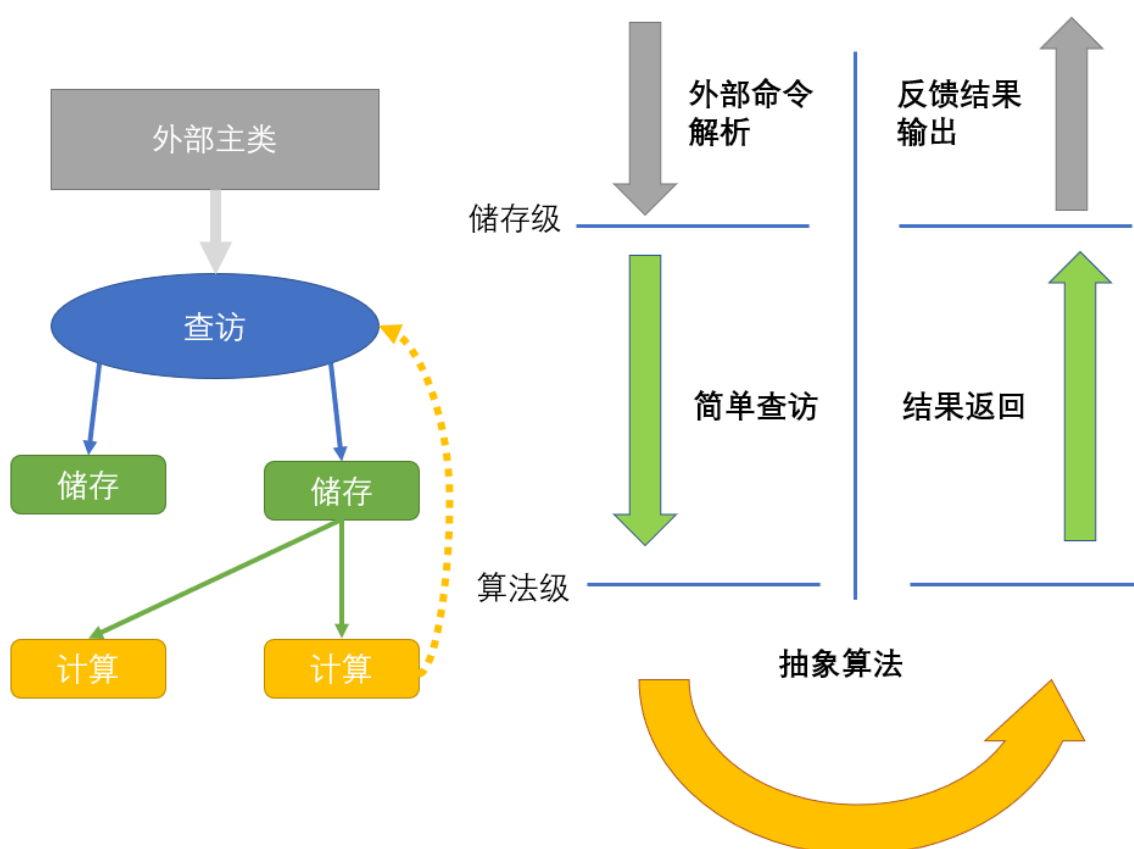 外部主类
查访
储存
储存
计算
计算
外部命令
解析
反馈结果
输出
储存级
简单查访
结果返回
算法级
抽象算法